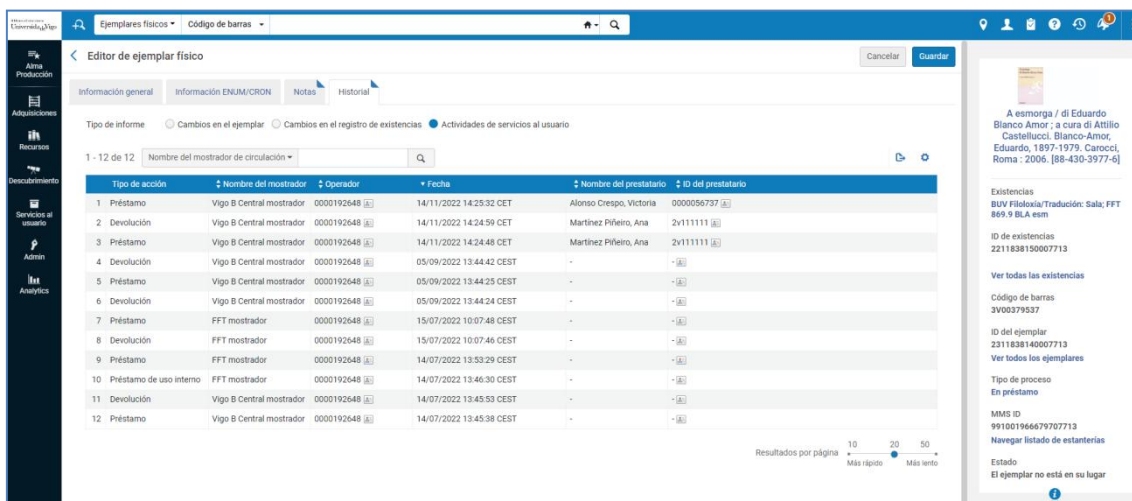 Universidade Vigo
Ejemplares físicos
Código de barras
1
Alma
Producción
Adquisiciones
Recursos
Descubrimiento
Servicios al
usuario
Admin
Analytics
Editor de ejemplar físico
Cancelar
Guardar
Información general
Información ENUM/CRON
Notas
Historial
Tipo de informe
Cambios en el ejemplar
Cambios en el registro de existencias
Actividades de servicios al usuario
1 - 12 de 12
Nombre del mostrador de circulación
Tipo de acción Nombre del mostrador Operador Fecha Nombre del prestatario ID del prestatario
1 Préstamo Vigo B Central mostrador 0000192648 14/11/2022 14:25:32 CET Alonso Crespo, Victoria 0000056737
2 Devolución Vigo B Central mostrador 0000192648 14/11/2022 14:24:59 CET Martínez Piñeiro, Ana 2v111111
3 Préstamo Vigo B Central mostrador 0000192648 14/11/2022 14:24:48 CET Martínez Piñeiro, Ana 2v111111
4 Devolución Vigo B Central mostrador 0000192648 05/09/2022 13:44:42 CEST - -
5 Préstamo Vigo B Central mostrador 0000192648 05/09/2022 13:44:25 CEST - -
6 Devolución Vigo B Central mostrador 0000192648 05/09/2022 13:44:24 CEST - -
7 Préstamo FFT mostrador 0000192648 15/07/2022 10:07:48 CEST - -
8 Devolución FFT mostrador 0000192648 15/07/2022 10:07:46 CEST - -
9 Préstamo FFT mostrador 0000192648 14/07/2022 13:53:29 CEST - -
10 Préstamo de uso interno FFT mostrador 0000192648 14/07/2022 13:46:30 CEST - -
11 Devolución Vigo B Central mostrador 0000192648 14/07/2022 13:45:53 CEST - -
12 Préstamo Vigo B Central mostrador 0000192648 14/07/2022 13:45:38 CEST - -
Resultados por página
10 20 50
Más rápido Más lento
A esmorga / di Eduardo
Blanco Amor ; a cura di Attilio
Castellucci. Blanco-Amor,
Eduardo, 1897-1979. Carocci,
Roma : 2006. [88-430-3977-6]
Existencias
BUV Filoloxía/Tradución: Sala; FFT
869.9 BLA esm
ID de existencias
2211838150007713
Ver todas las existencias
Código de barras
3V00379537
ID del ejemplar
2311838140007713
Ver todos los ejemplares
Tipo de proceso
En préstamo
MMS ID
991001966679707713
Navegar listado de estanterías
Estado
El ejemplar no está en su lugar